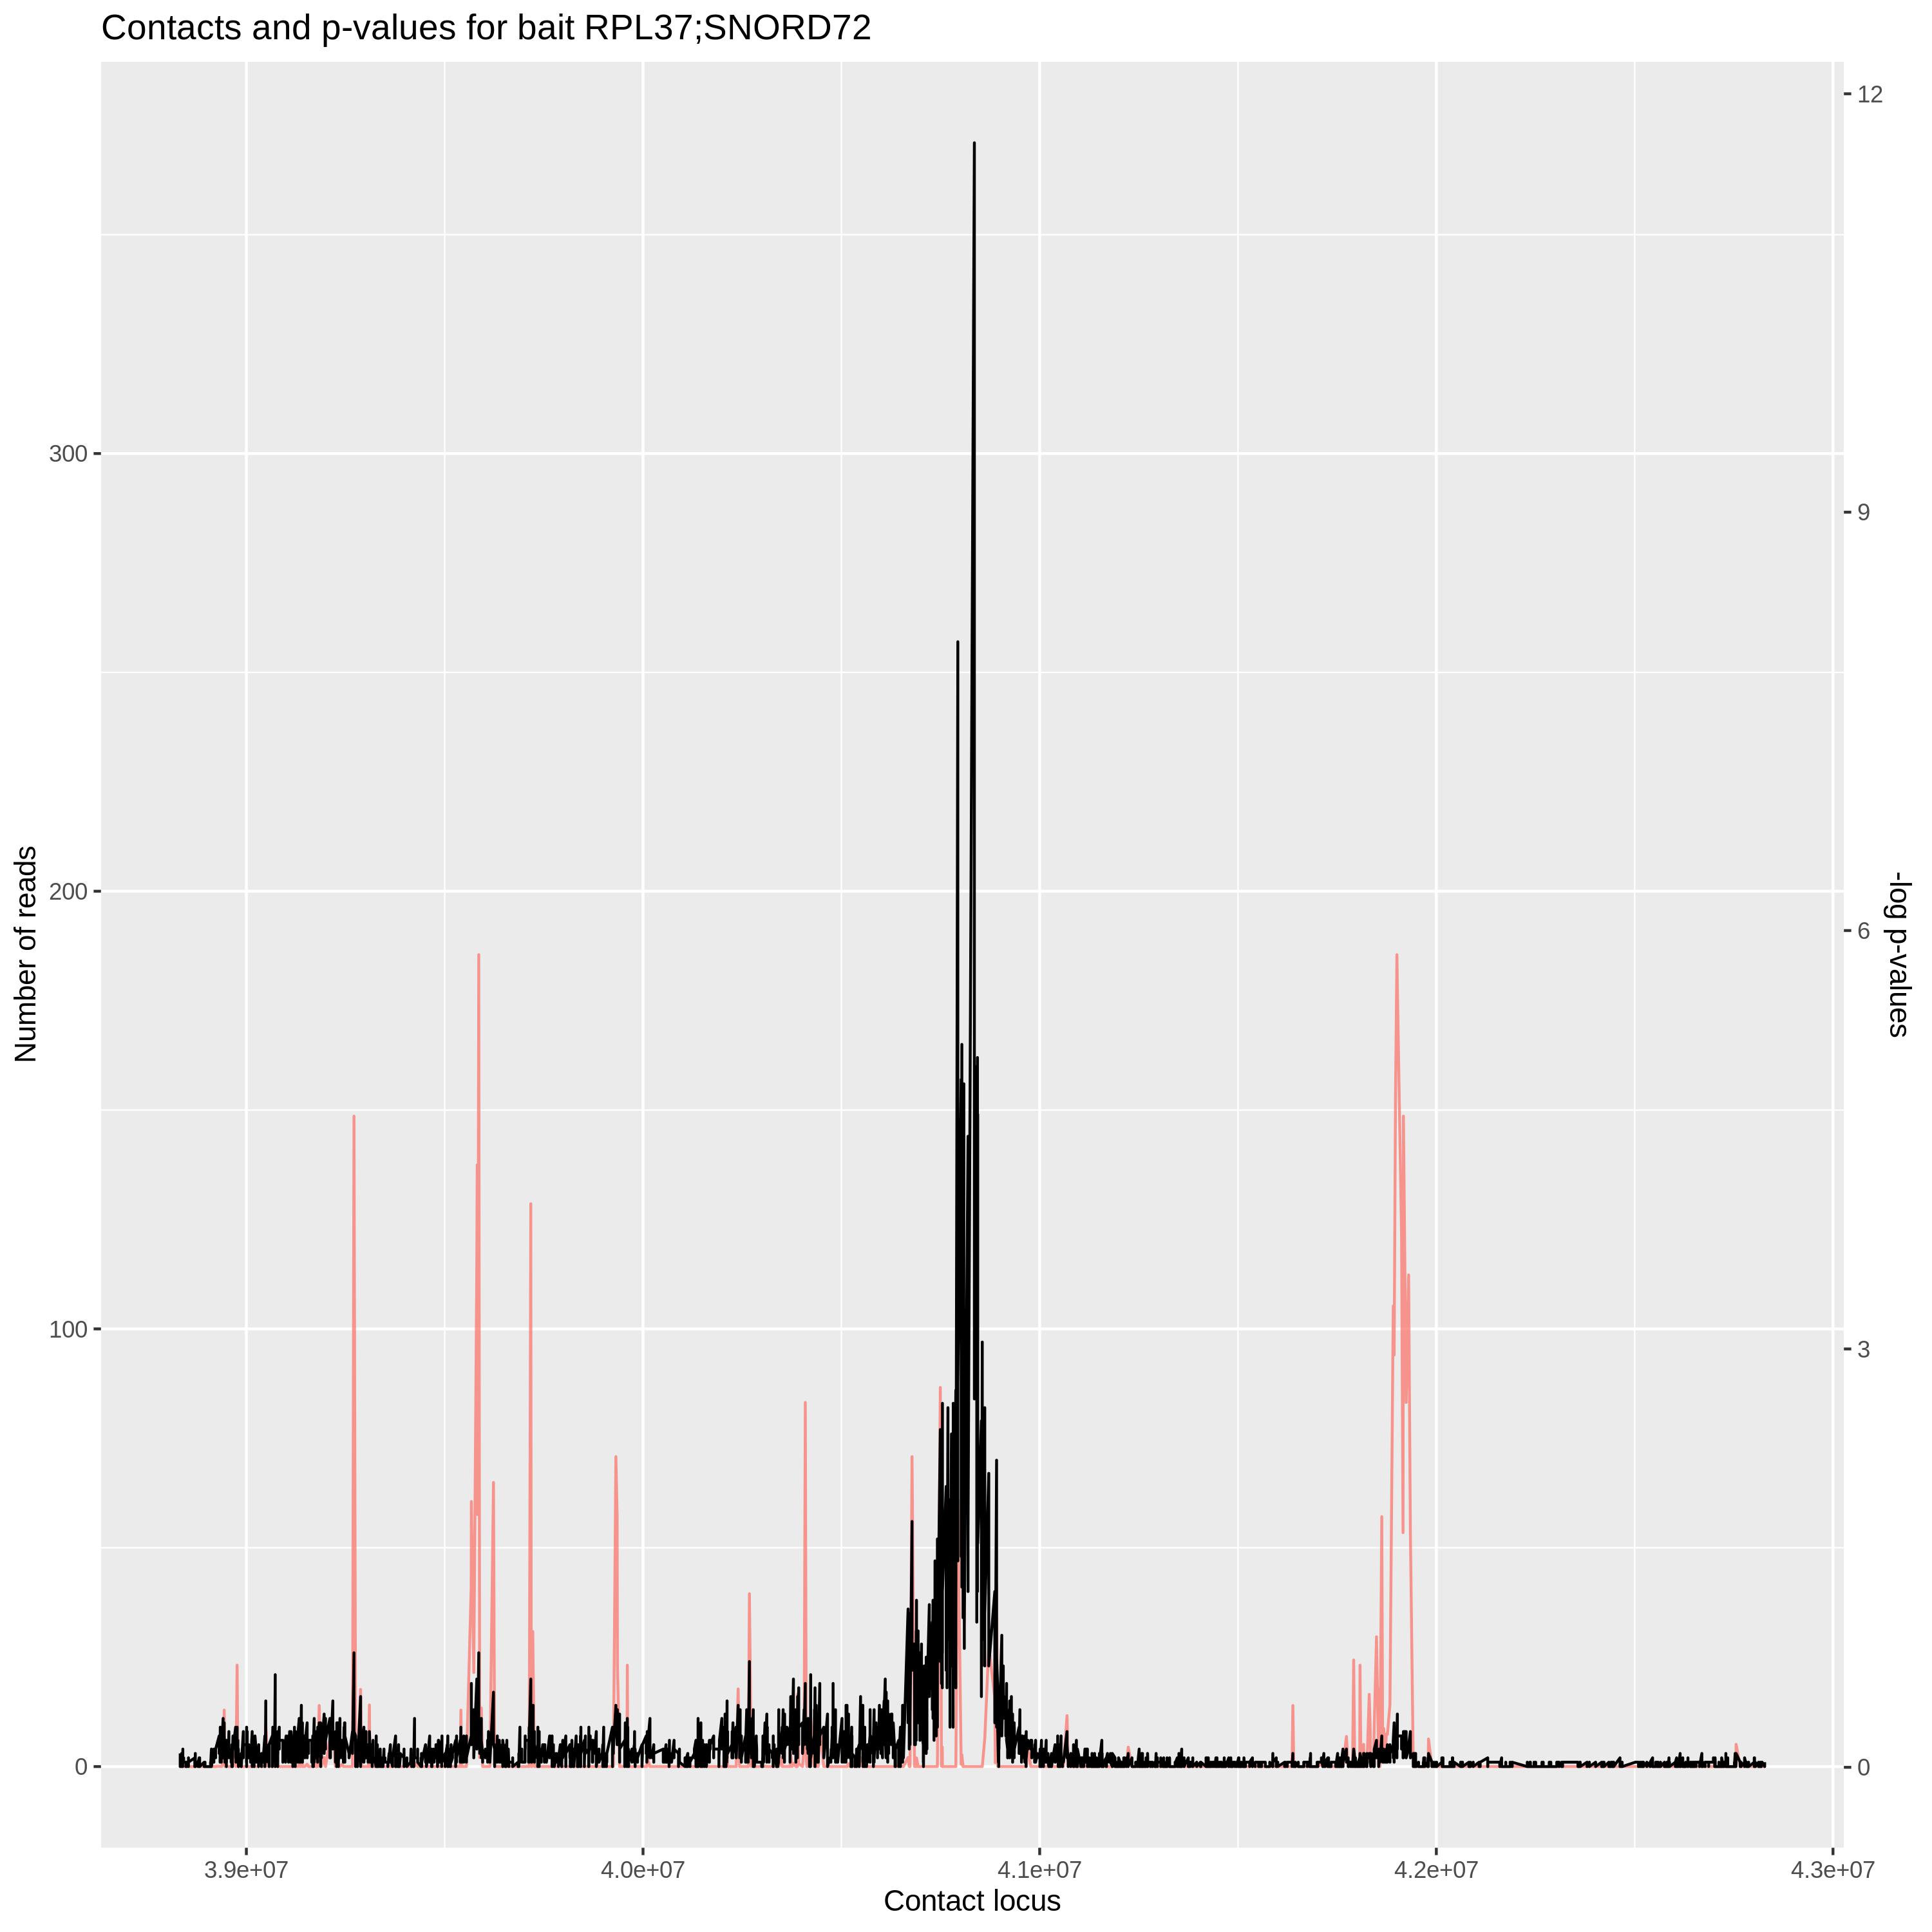 Contacts and p-values for bait RPL37;SNORD72
Number of reads
300
200
100
0
12
9
6
3
0
-log p-values
3.9e+07
4.0e+07
4.1e+07
4.2e+07
4.3e+07
Contact locus